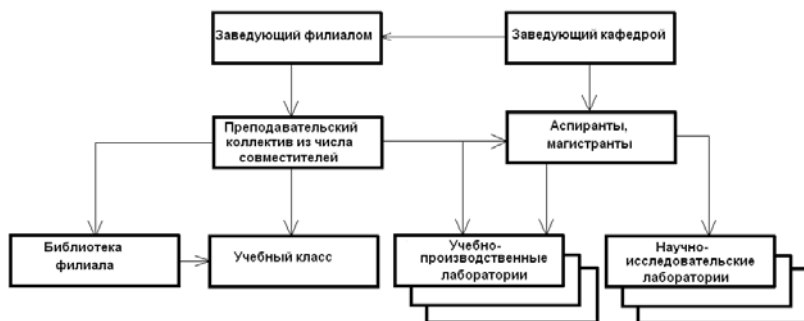 Заведующий филиалом
Заведующий кафедрой
Преподавательский
коллектив из числа
совместителей
Аспиранты,
магистранты
Библиотека
филиала
Учебный класс
Учебно-
производственные
лаборатории
Научно-
исследовательские
лаборатории